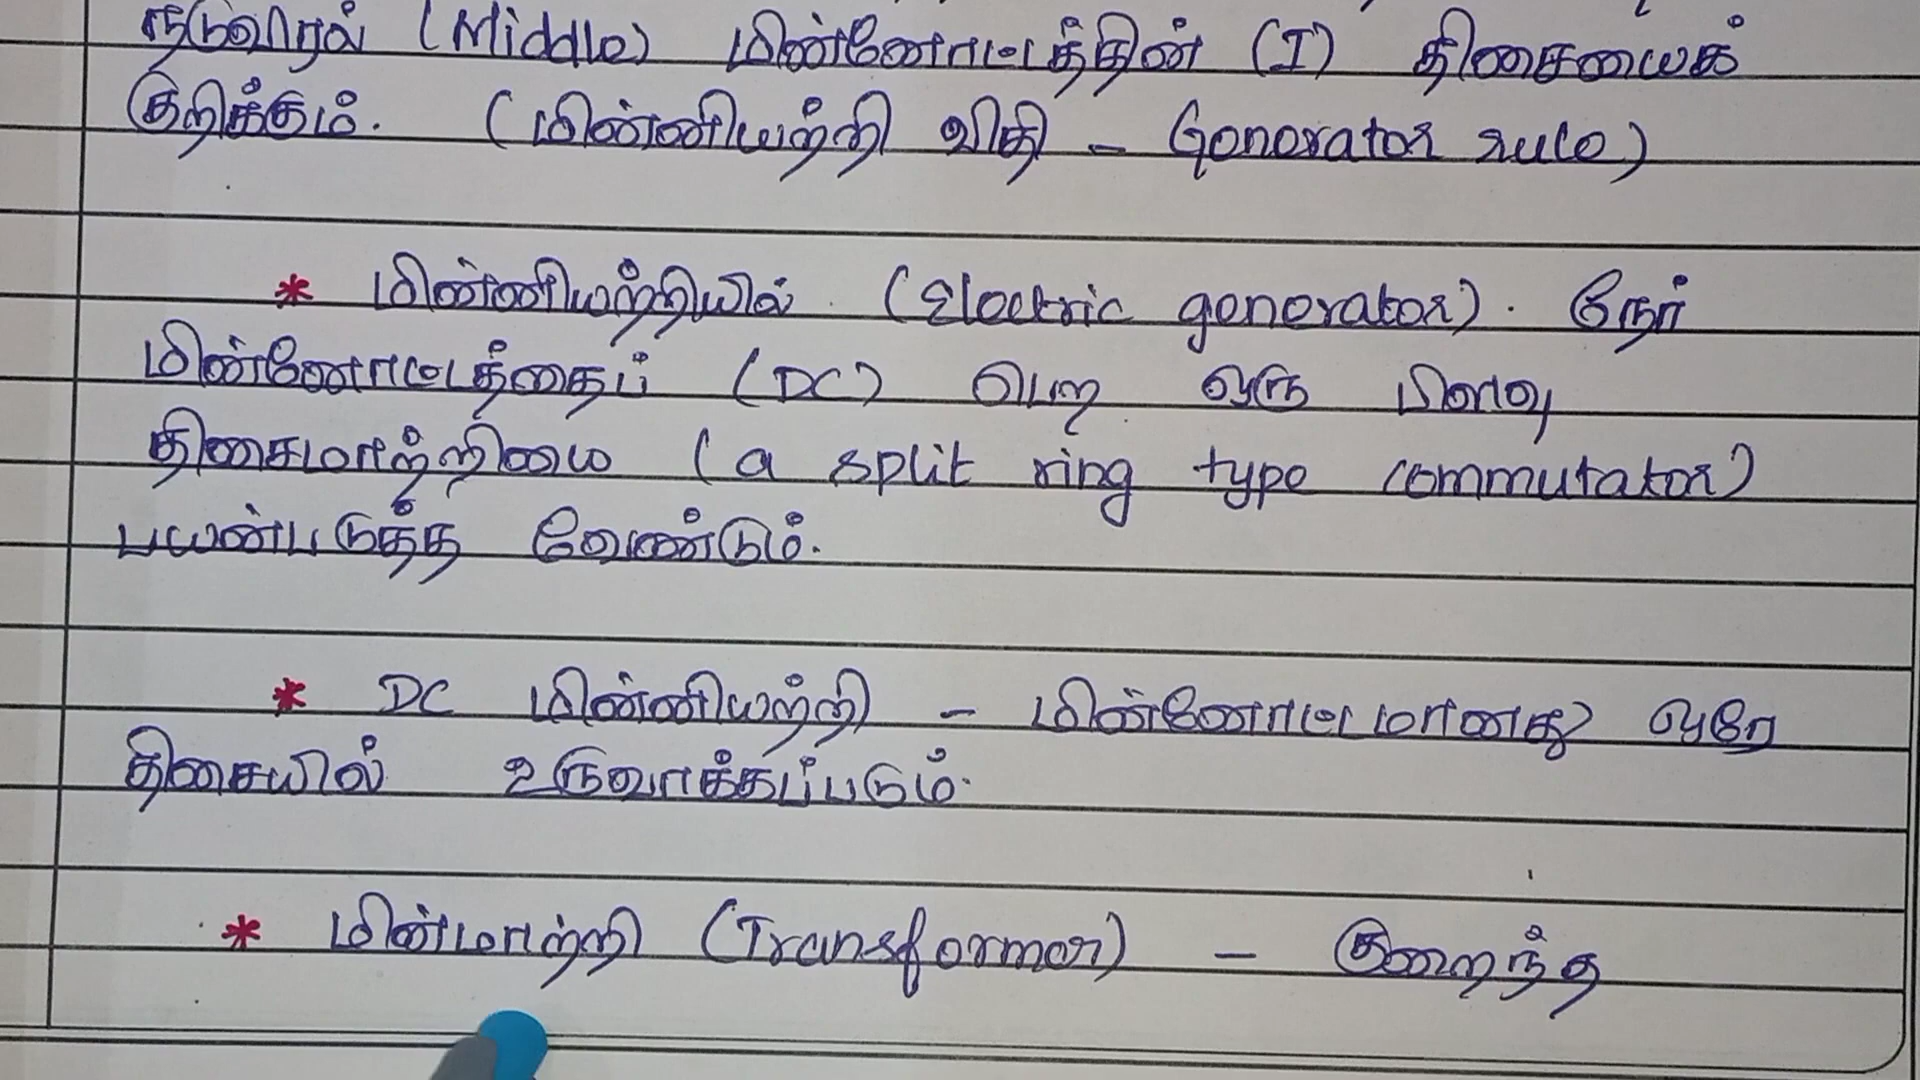 நடுவிரல் (Middle) மின்னோட்டத்தின் (I) திசையைக்
குறிக்கும். (மின்னியற்றி விதி - Generator rule)
* மின்னியற்றியில் (Electric generator). நேர்
மின்னோட்டத்தைப் (DC) பெற ஒரு பிளவு
திசைமாற்றியை (a split ring type commutator)
பயன்படுத்த வேண்டும்.
* DC மின்னியற்றி - மின்னோட்டமானது ஒரே
திசையில் உருவாக்கப்படும்.
* மின்மாற்றி (Transformer) - குறைந்த